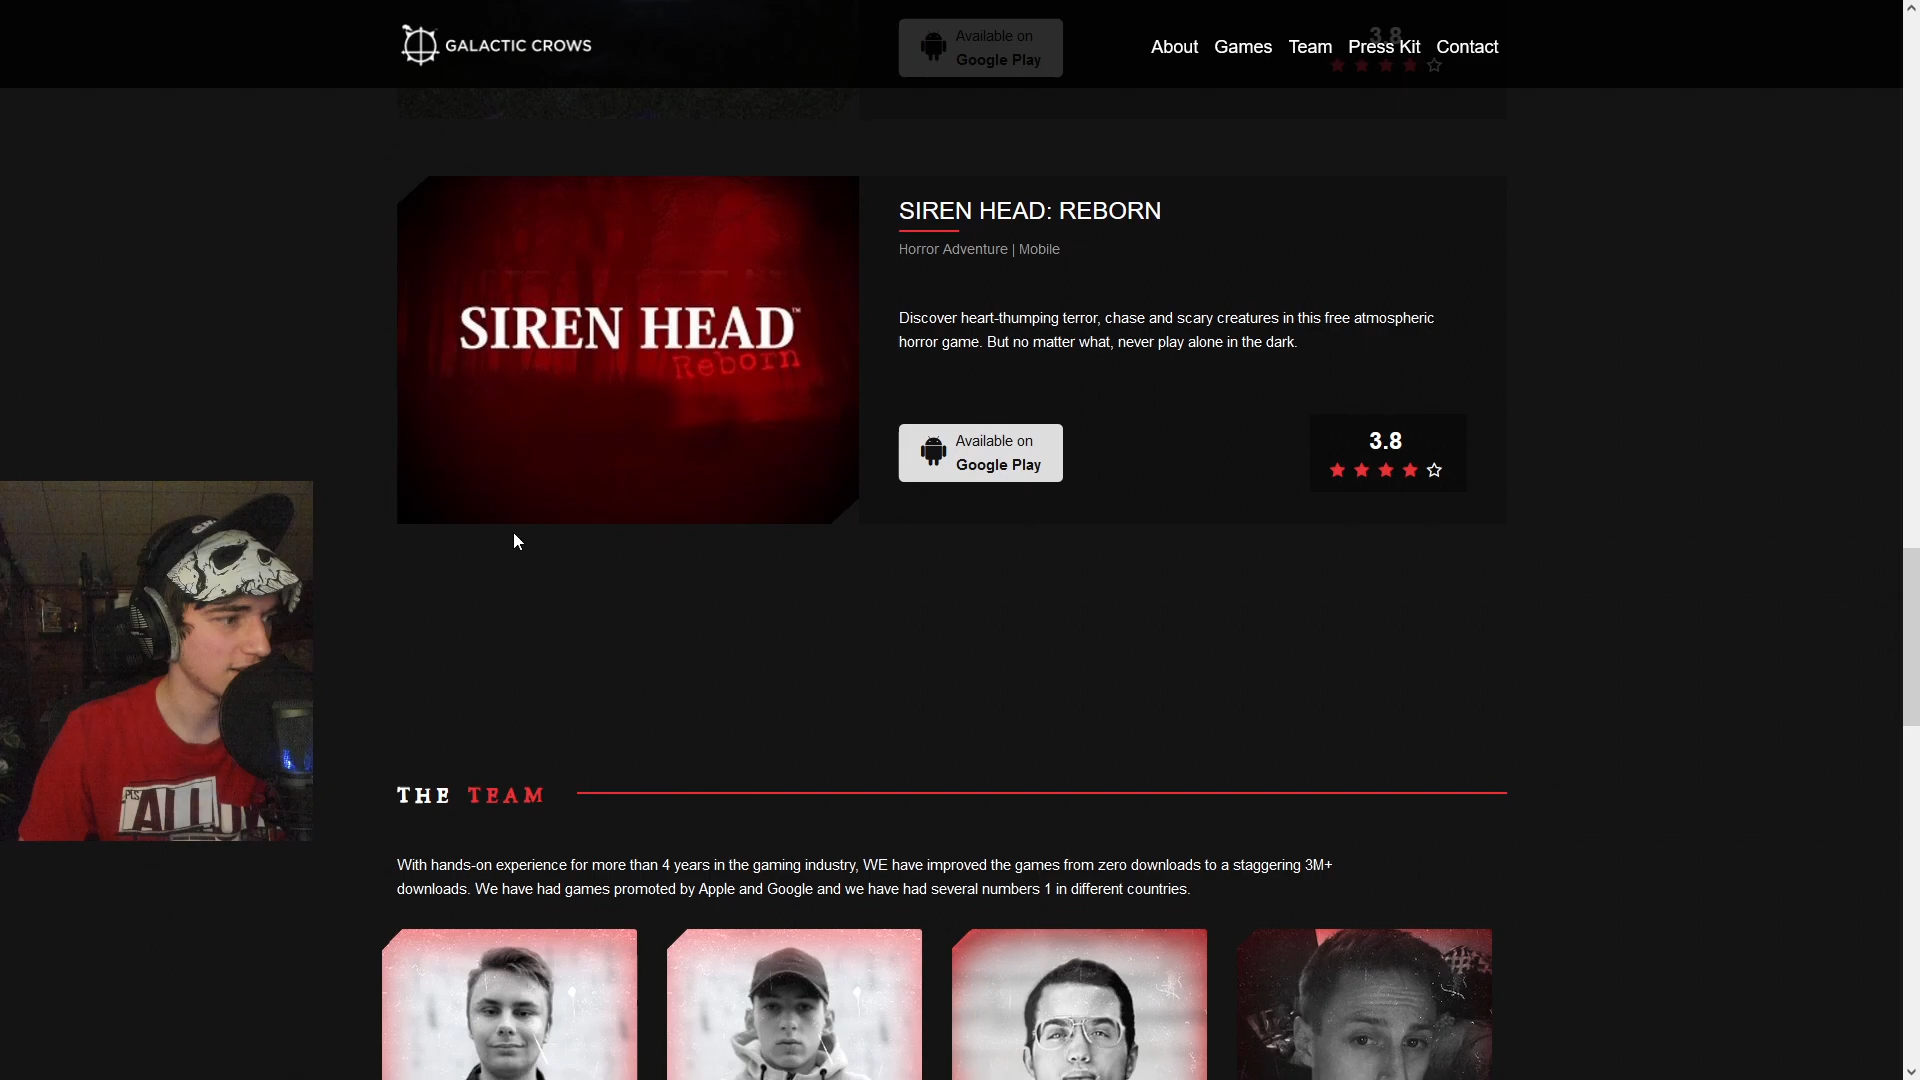 GALACTIC CROWS
Available on
Google Play
3.8
About Games Team Press Kit Contact
SIREN HEAD™
Reborn
SIREN HEAD: REBORN
Horror Adventure | Mobile
Discover heart-thumping terror, chase and scary creatures in this free atmospheric
horror game. But no matter what, never play alone in the dark.
Available on
Google Play
3.8
THE TEAM
With hands-on experience for more than 4 years in the gaming industry, WE have improved the games from zero downloads to a staggering 3M+
downloads. We have had games promoted by Apple and Google and we have had several numbers 1 in different countries.